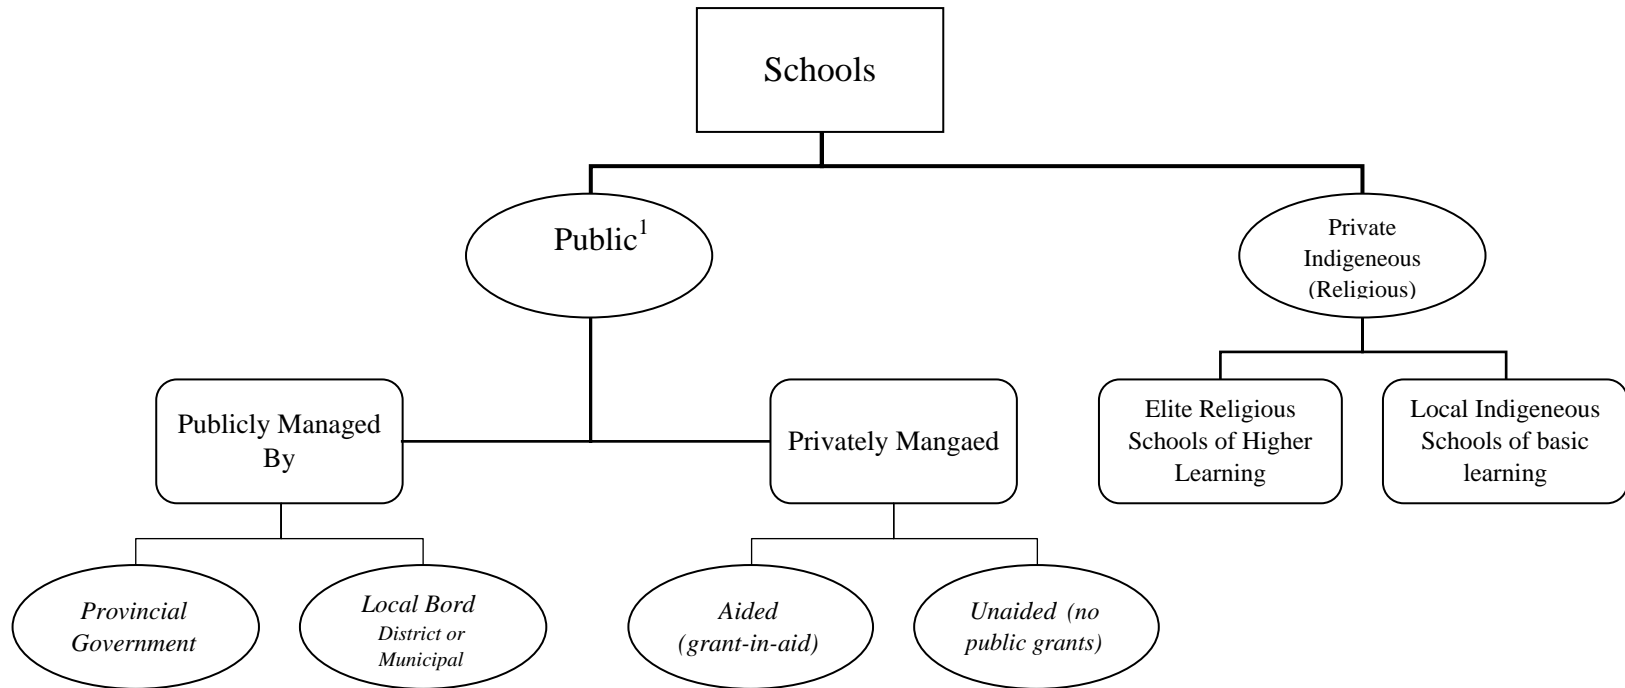 Schools
Public1
Private
Indigeneous
(Religious)
Publicly Managed
By
Privately Mangaed
Elite Religious
Schools of Higher
Learning
Local Indigeneous
Schools of basic
learning
Provincial
Government
Local Bord
District or
Municipal
Aided
(grant-in-aid)
Unaided (no
public grants)